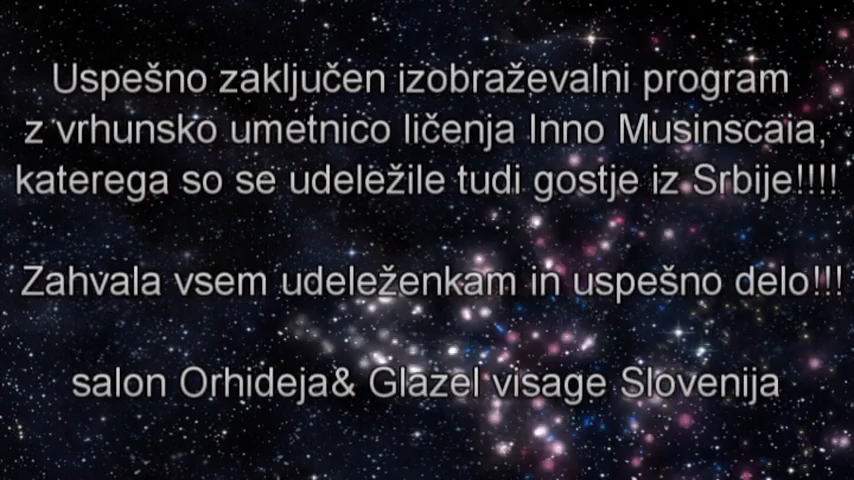 Uspešno zaključen izobraževalni program
z vrhunsko umetnico ličenja Inno Musinscaia,
katerega so se udeležile tudi gostje iz Srbije!!!!
Zahvala vsem udeleženkam in uspešno delo!!!
salon Orhideja& Glazel visage Slovenija